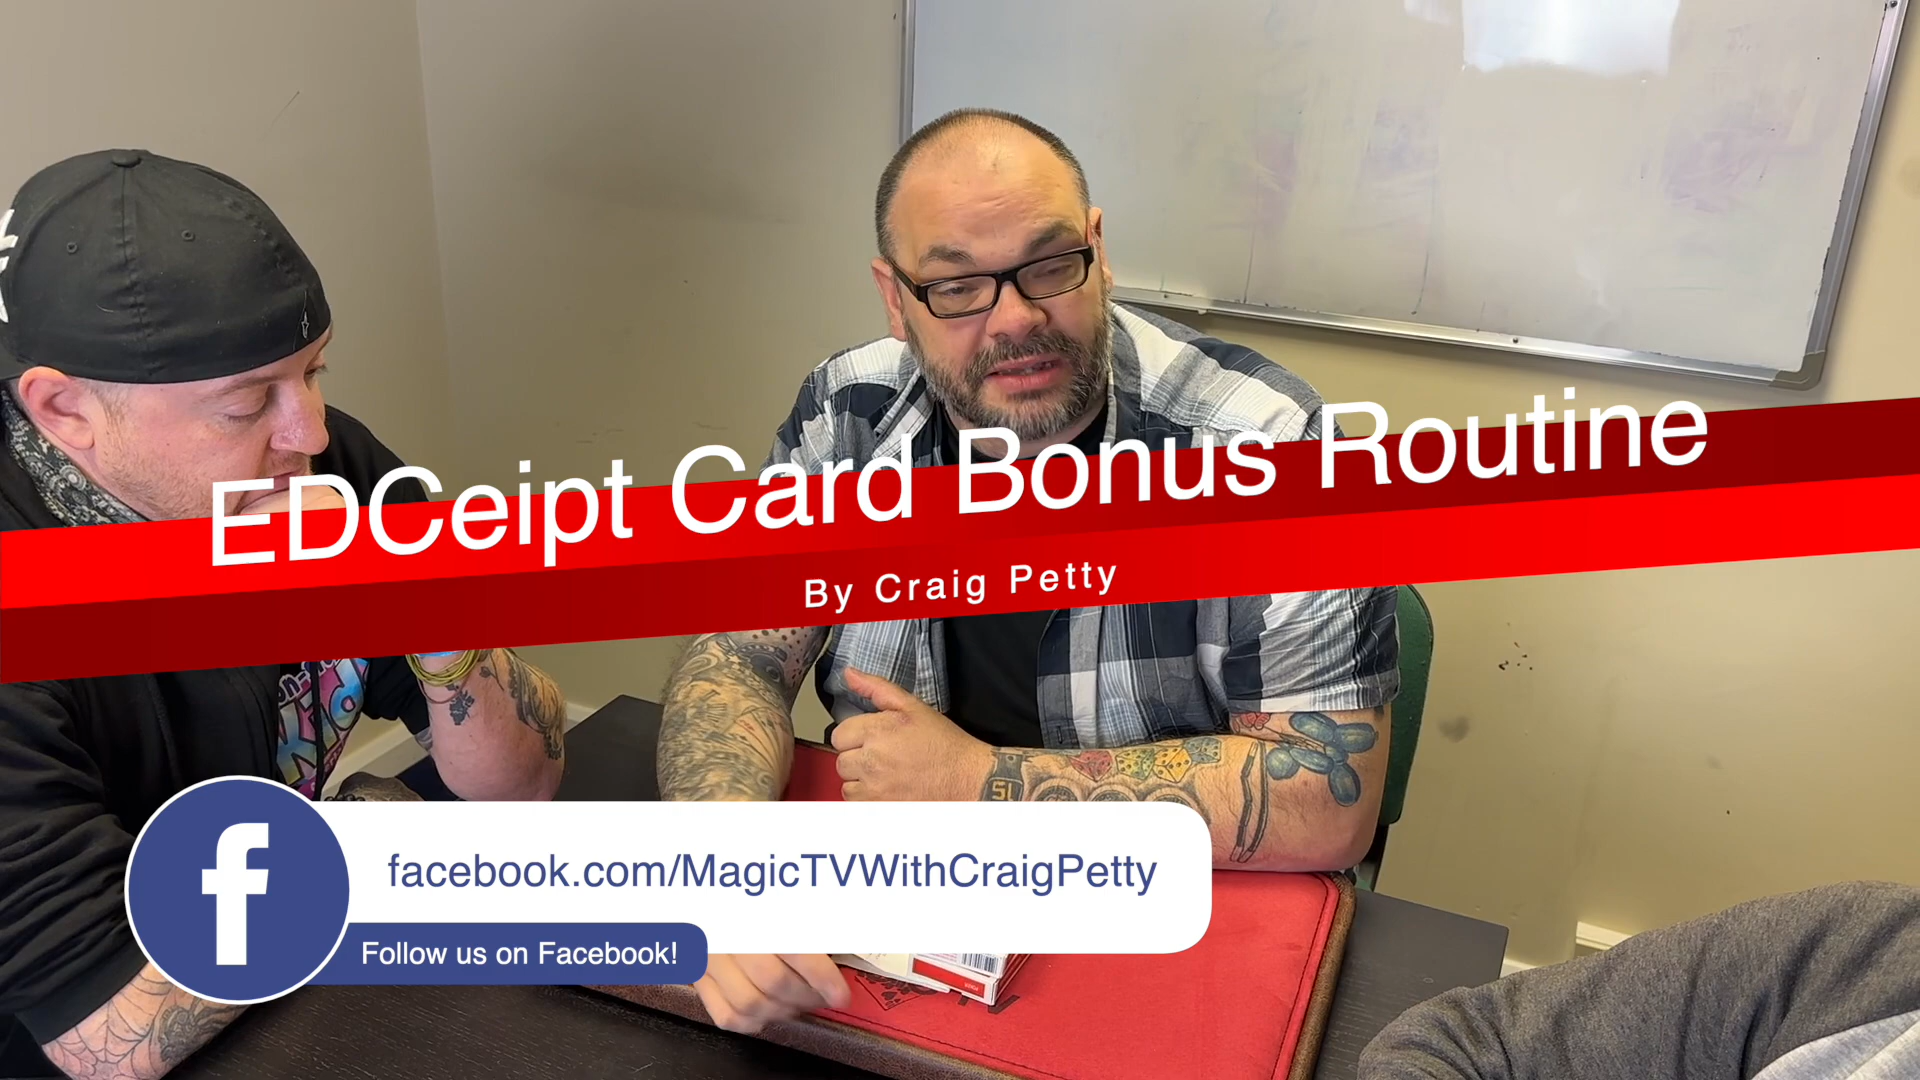 EDCeipt Card Bonus Routine
By Craig Petty
facebook.com/MagicTVWithCraigPetty
Follow us on Facebook!